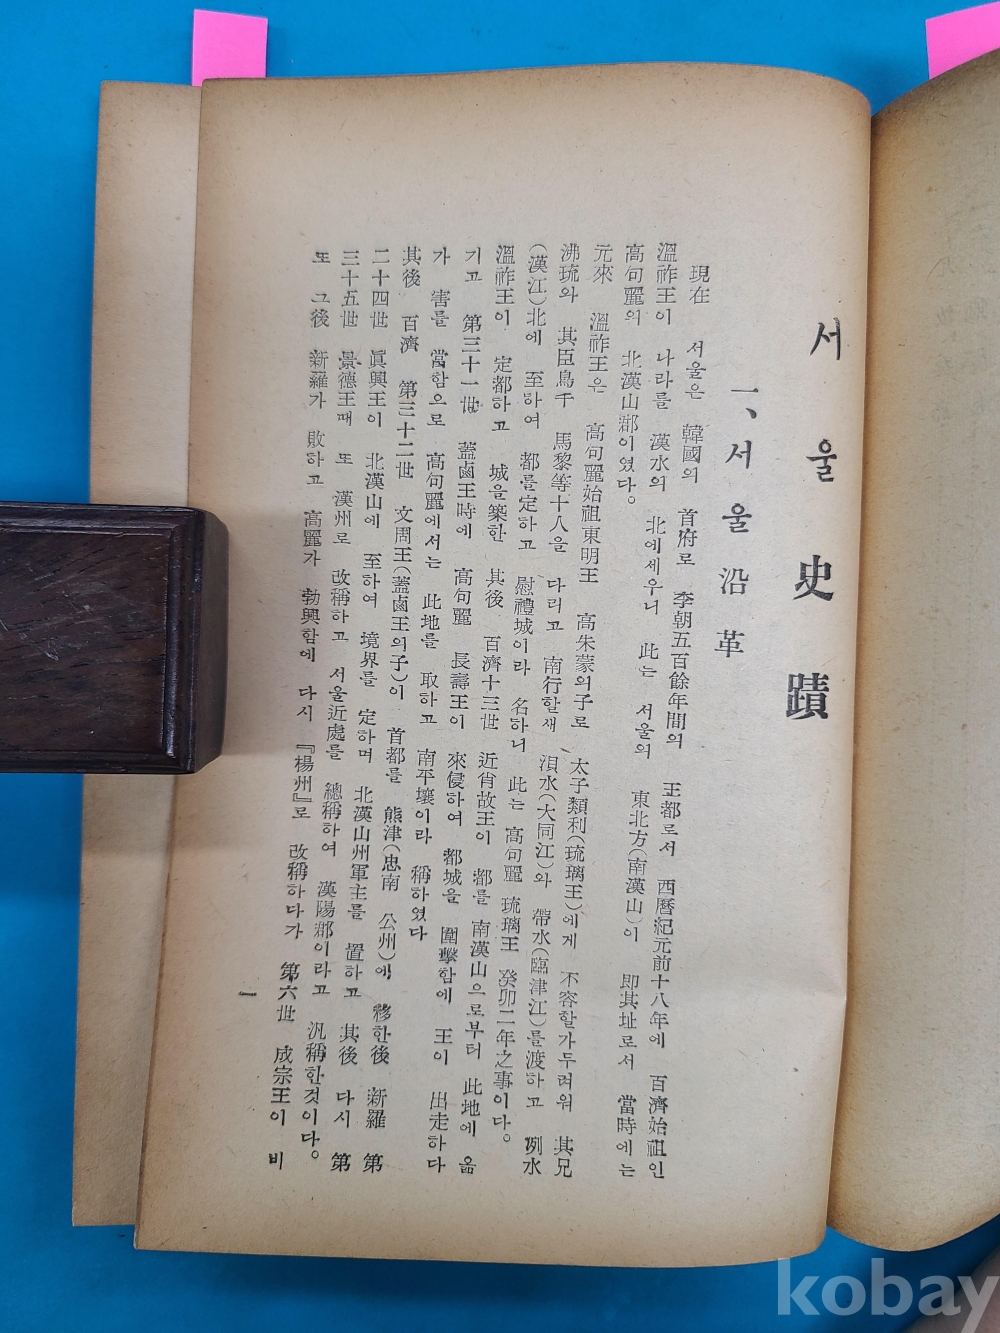 서울史蹟
一、서울沿革
現在 서울은 韓國의 首府로 李朝五百餘年間의 王都로서 西曆紀元前十八年에 百濟始祖인
溫祚王이 나라를 漢水의 北에세우니 此는 서울의 東北方(南漢山)이 即其址로서 當時에는
高句麗의 北漢山郡이였다。
元來 溫祚王은 高句麗始祖東明王 高朱蒙의子로 太子類利(琉璃王)에게 不容할가두려워 其兄
沸琉와 其臣鳥干 馬黎等十人을 다리고 南行할새 浿水(大同江)와 帶水(臨津江)를渡하고 冽水
(漢江)北에 至하여 都를定하고 慰禮城이라 名하니 此는 高句麗 琉璃王 癸卯二年之事이다。
溫祚王이 定都하고 城을築한 其後 百濟十三世 近肖故王이 都를 南漢山으로부터 此地에 옮
기고 第三十一世 蓋鹵王時에 高句麗 長壽王이 來侵하여 都城을 圍擊함에 王이 出走하다
가 害를 當함으로 高句麗에서는 此地를 取하고 南平壤이라 稱하였다
其後 百濟 第三十二世 文周王(蓋鹵王의子)이 首都를 熊津(忠南 公州)에 移한後 新羅 第
二十四世 眞興王이 北漢山에 至하여 境界를 定하며 北漢山州軍主를 置하고 其後 다시 第
三十五世 景德王때 또 漢州로 改稱하고 서울近處를 總稱하여 漢陽郡이라고 汎稱한것이다。
또 그後 新羅가 敗하고 高麗가 勃興함에 다시 『楊州』로 改稱하다가 第六世 成宗王이 비
一
kobay